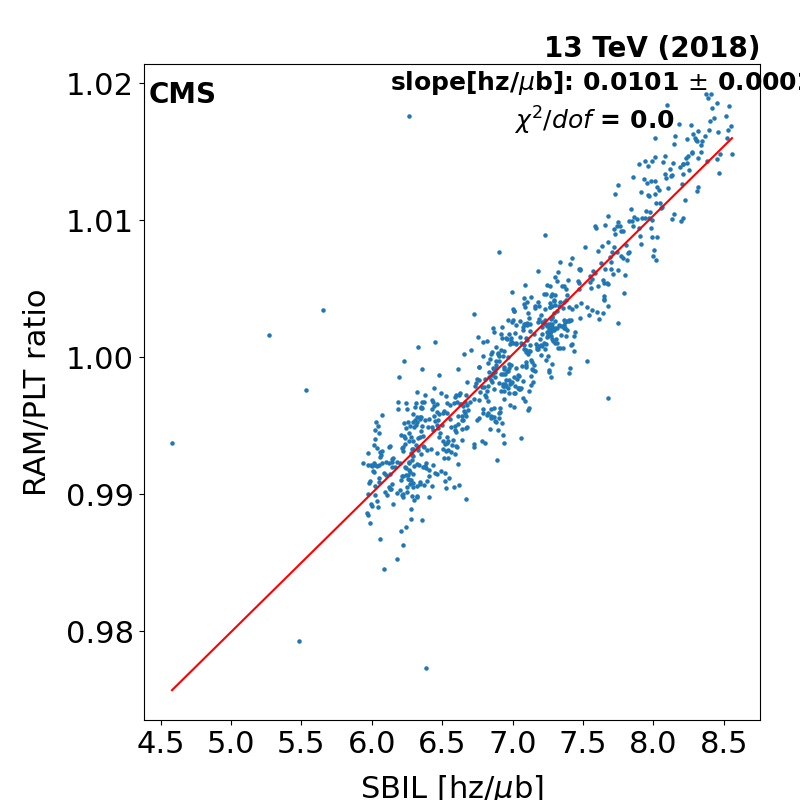 13 TeV (2018)
CMS
slope[hz/μb]: 0.0101 ± 0.000
χ²/dof = 0.0
1.02
1.01
1.00
0.99
0.98
RAM/PLT ratio
4.5 5.0 5.5 6.0 6.5 7.0 7.5 8.0 8.5
SBIL [hz/μb]